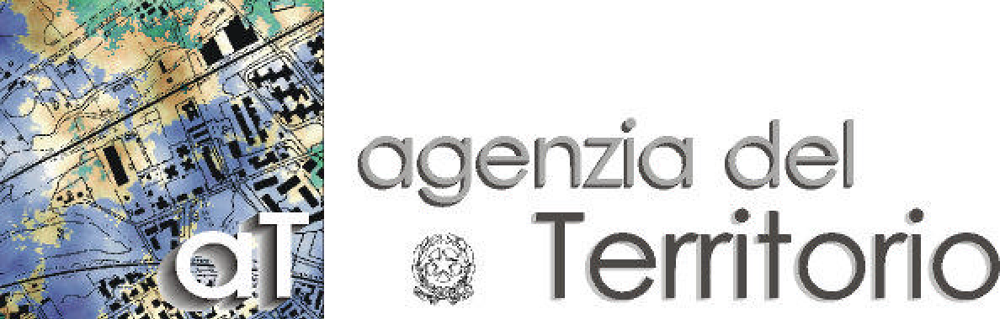 agenzia del
Territorio
aT